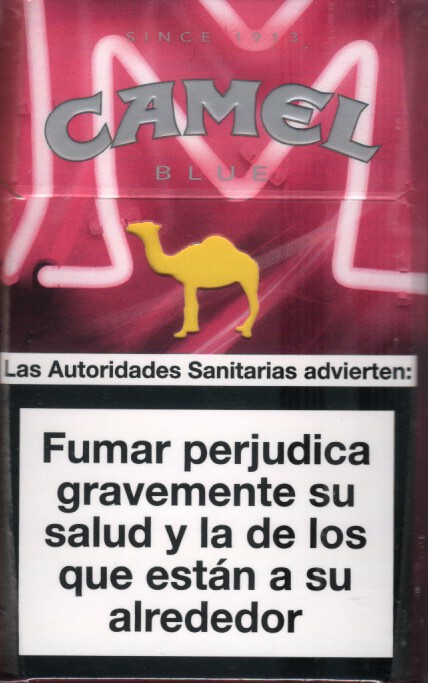 SINCE 1913
CAMEL
BLUE
Las Autoridades Sanitarias advierten:
Fumar perjudica
gravemente su
salud y la de los
que están a su
alrededor